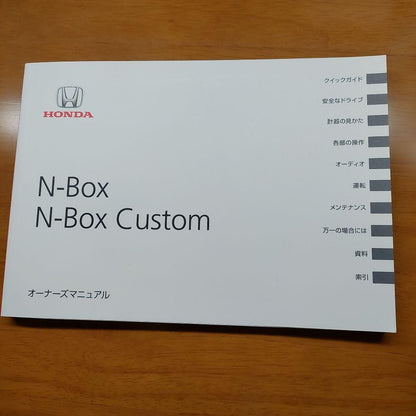 HONDA
N-Box
N-Box Custom
オーナーズマニュアル
クイックガイド
安全なドライブ
計器の見かた
各部の操作
オーディオ
運転
メンテナンス
万一の場合には
資料
索引